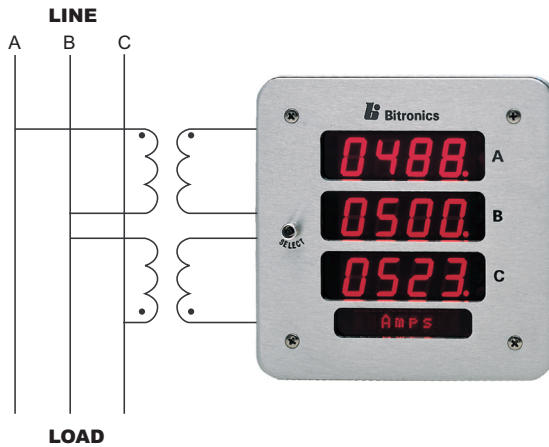 LINE
A B C
Bitronics
0488. A
0500. B
SELECT
0523. C
Amps
LOAD